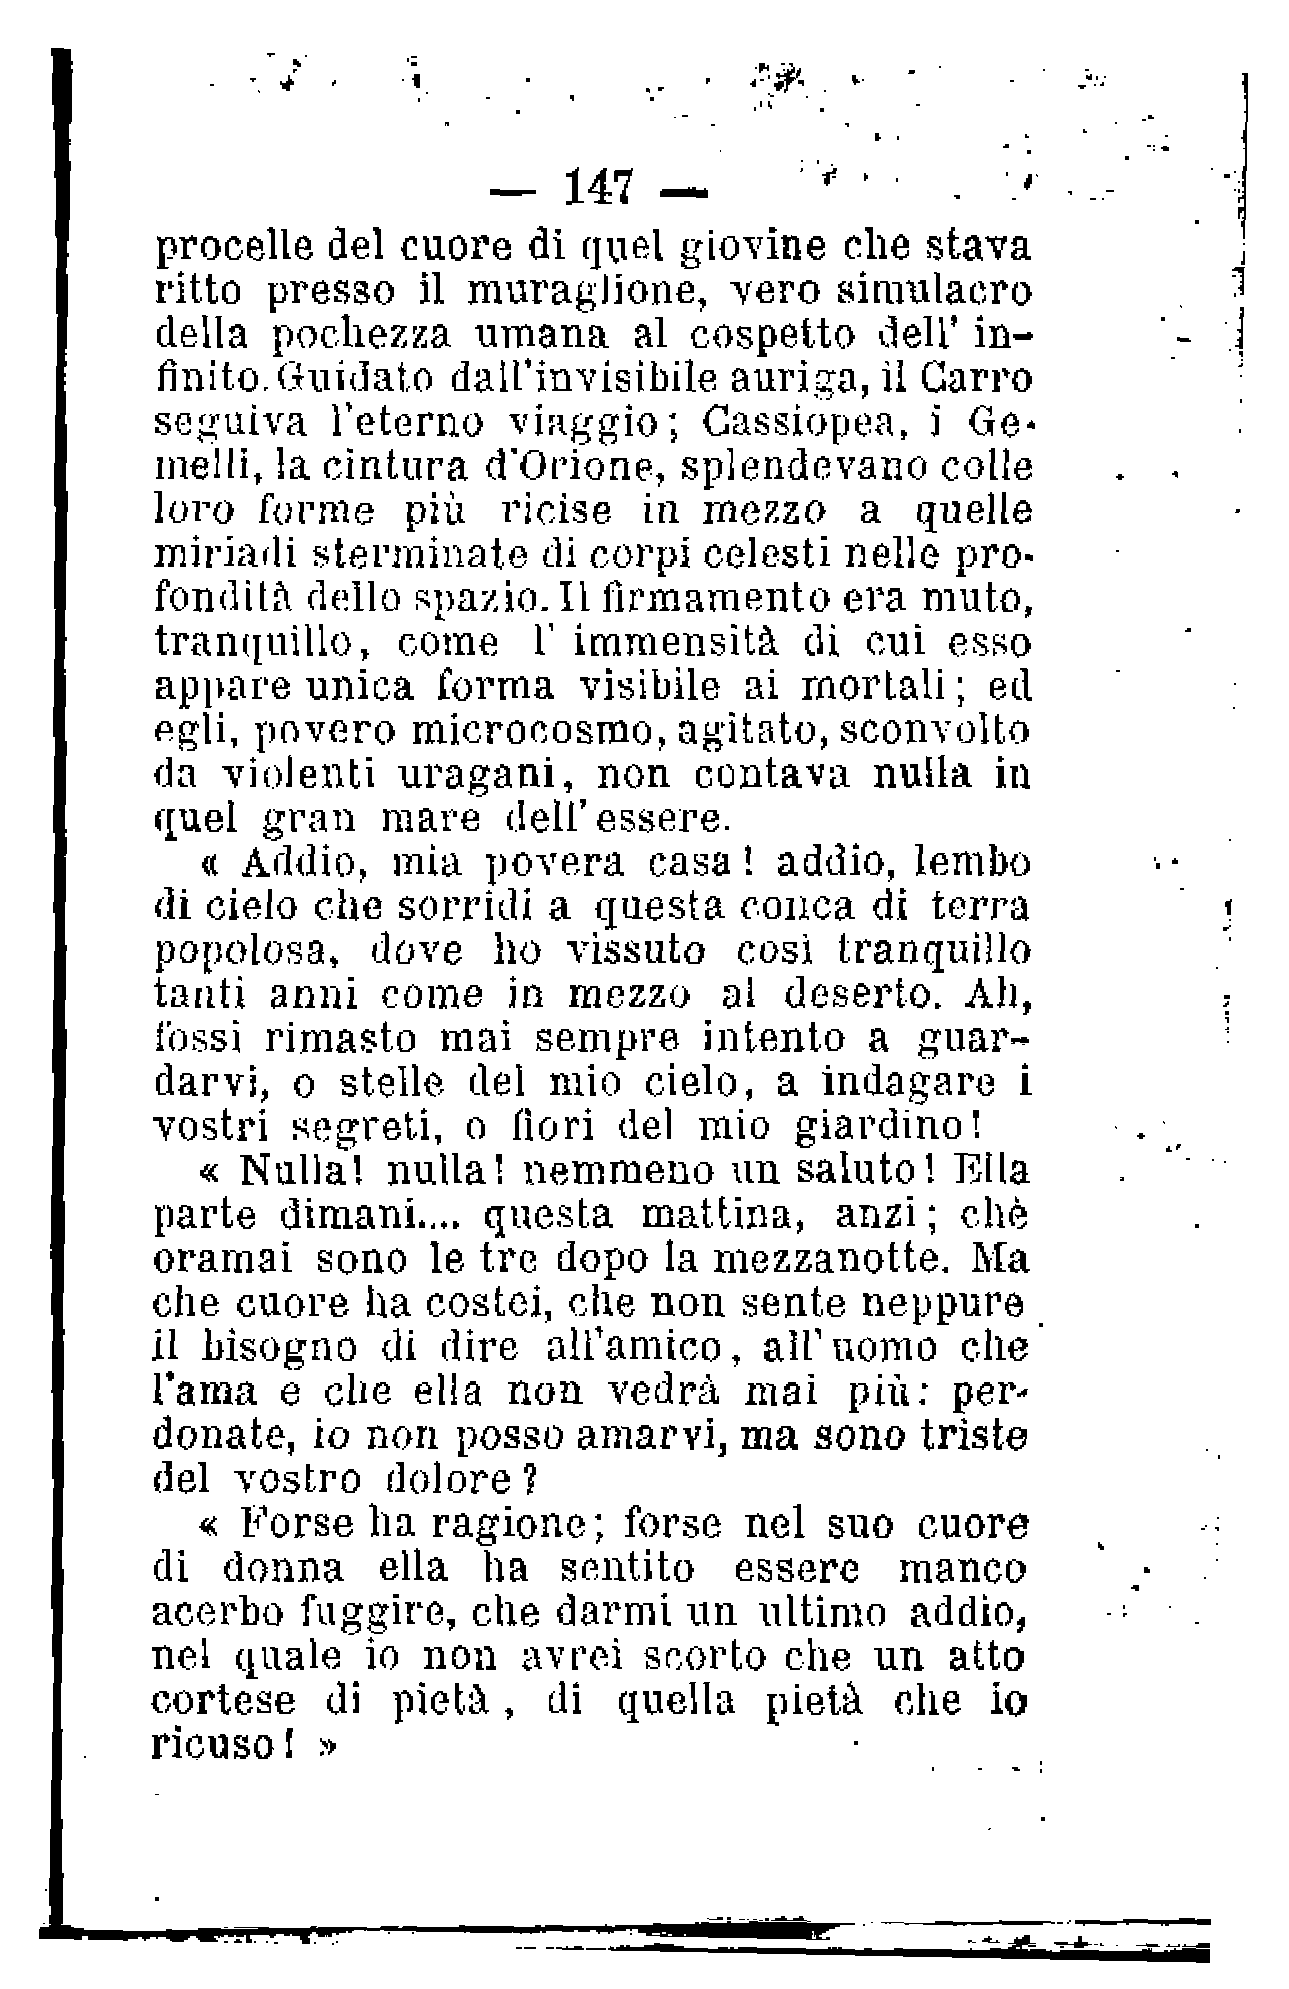 — 147 —
procelle del cuore di quel giovine che stava
ritto presso il muraglione, vero simulacro
della pochezza umana al cospetto dell' in-
finito. Guidato dall'invisibile auriga, il Carro
seguiva l'eterno viaggio; Cassiopea, i Ge-
melli, la cintura d'Orione, splendevano colle
loro forme più ricise in mezzo a quelle
miriadi sterminate di corpi celesti nelle pro-
fondità dello spazio. Il firmamento era muto,
tranquillo, come l' immensità di cui esso
appare unica forma visibile ai mortali; ed
egli, povero microcosmo, agitato, sconvolto
da violenti uragani, non contava nulla in
quel gran mare dell' essere.
« Addio, mia povera casa! addio, lembo
di cielo che sorridi a questa conca di terra
popolosa, dove ho vissuto così tranquillo
tanti anni come in mezzo al deserto. Ah,
fossi rimasto mai sempre intento a guar-
darvi, o stelle del mio cielo, a indagare i
vostri segreti, o fiori del mio giardino!
« Nulla! nulla! nemmeno un saluto! Ella
parte dimani.... questa mattina, anzi; chè
oramai sono le tre dopo la mezzanotte. Ma
che cuore ha costei, che non sente neppure
il bisogno di dire all'amico, all' uomo che
l'ama e che ella non vedrà mai più: per-
donate, io non posso amarvi, ma sono triste
del vostro dolore?
« Forse ha ragione; forse nel suo cuore
di donna ella ha sentito essere manco
acerbo fuggire, che darmi un ultimo addio,
nel quale io non avrei scorto che un atto
cortese di pietà, di quella pietà che io
ricuso! »